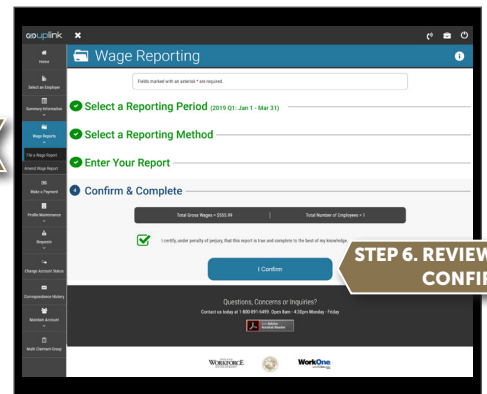 uplink
Home
Select an Employer
Summary Information
Wage Reports
File a Wage Report
Amend Wage Report
Make a Payment
Profile Maintenance
Requests
Change Account Status
Correspondence History
Maintain Account
Multi Claimant Group
Wage Reporting
Fields marked with an asterisk * are required.
Select a Reporting Period (2019 Q1: Jan 1 - Mar 31)
Select a Reporting Method
Enter Your Report
4 Confirm & Complete
Total Gross Wages = $555.99 | Total Number of Employees = 1
I certify, under penalty of perjury, that this report is true and complete to the best of my knowledge.
I Confirm
STEP 6. REVIEW
CONFIR
Questions, Concerns or Inquiries?
Contact us today at 1-800-891-6499. Open 8am - 4:30pm Monday - Friday
WORKFORCE
WorkOne